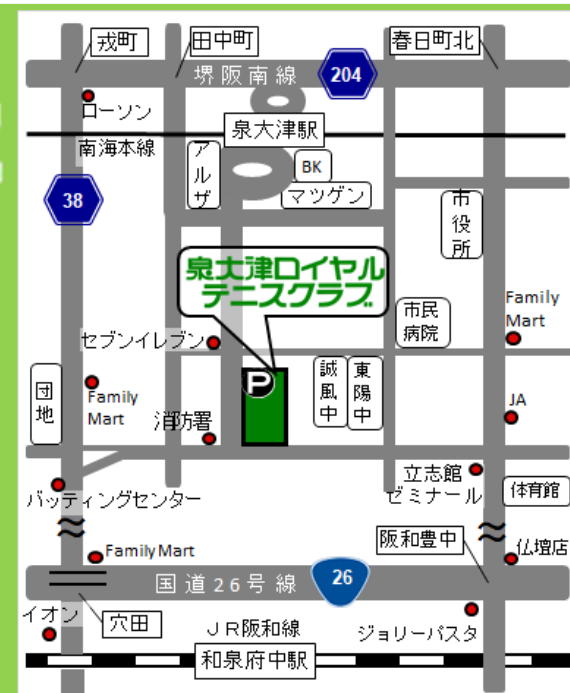 戎町
田中町
春日町北
堺阪南線
204
ローソン
泉大津駅
南海本線
アルザ
BK
マツゲン
38
市役所
泉大津ロイヤル
テニスクラブ
市民
病院
Family
Mart
セブンイレブン
P
誠風中
東陽中
団地
Family
Mart
JA
消防署
立志館
ゼミナール
体育館
バッティングセンター
阪和豊中
FamilyMart
仏壇店
国道26号線
26
イオン
穴田
JR阪和線
ジョリーパスタ
和泉府中駅